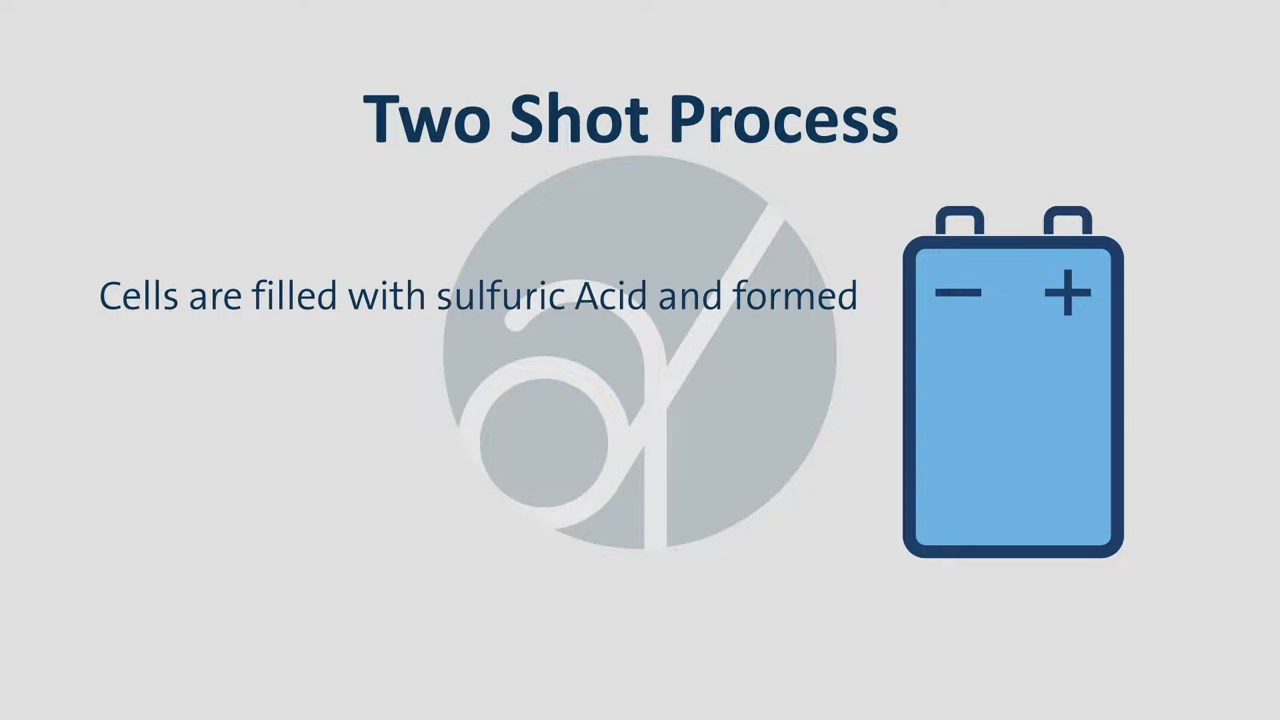 Two Shot Process
Cells are filled with sulfuric Acid and formed
− +